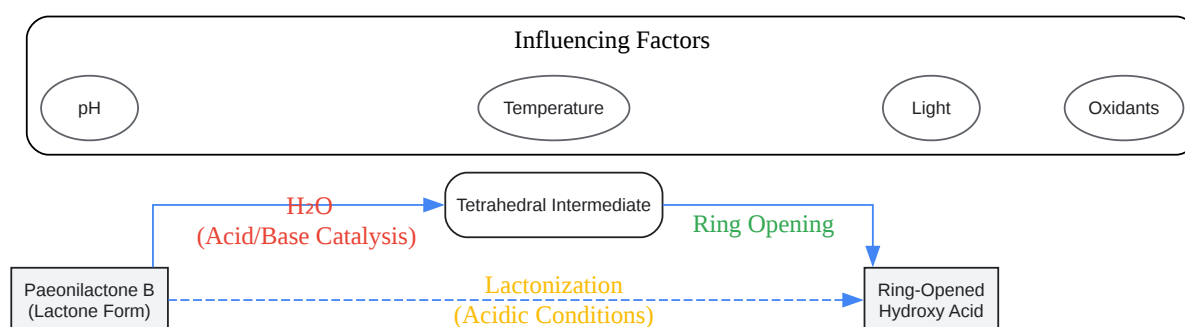 Influencing Factors
pH
Temperature
Light
Oxidants
H₂O
(Acid/Base Catalysis)
Tetrahedral Intermediate
Ring Opening
Paeonilactone B
(Lactone Form)
Lactonization
(Acidic Conditions)
Ring-Opened
Hydroxy Acid